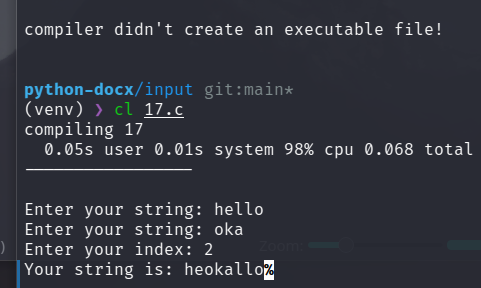 compiler didn't create an executable file!
python-docx/input git:main*
(venv) ❯ cl 17.c
compiling 17
0.05s user 0.01s system 98% cpu 0.068 total
—————————————————
Enter your string: hello
Enter your string: oka
Enter your index: 2
Zoom:
)
Your string is: heokallo%